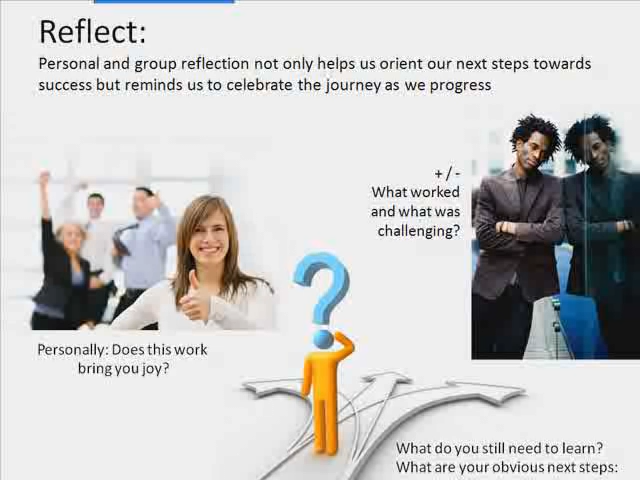 Reflect:
Personal and group reflection not only helps us orient our next steps towards
success but reminds us to celebrate the journey as we progress
+ / -
What worked
and what was
challenging?
Personally: Does this work
bring you joy?
What do you still need to learn?
What are your obvious next steps: